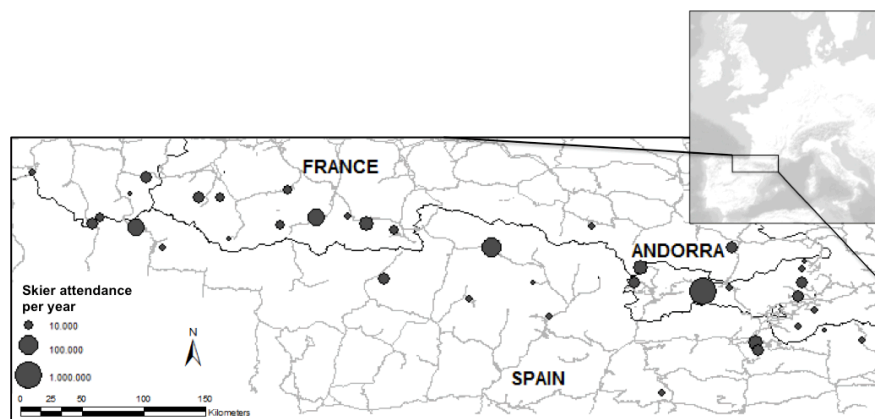 FRANCE
ANDORRA
SPAIN
Skier attendance
per year
10.000
100.000
1.000.000
N
0 25 50 100 150
Kilometers